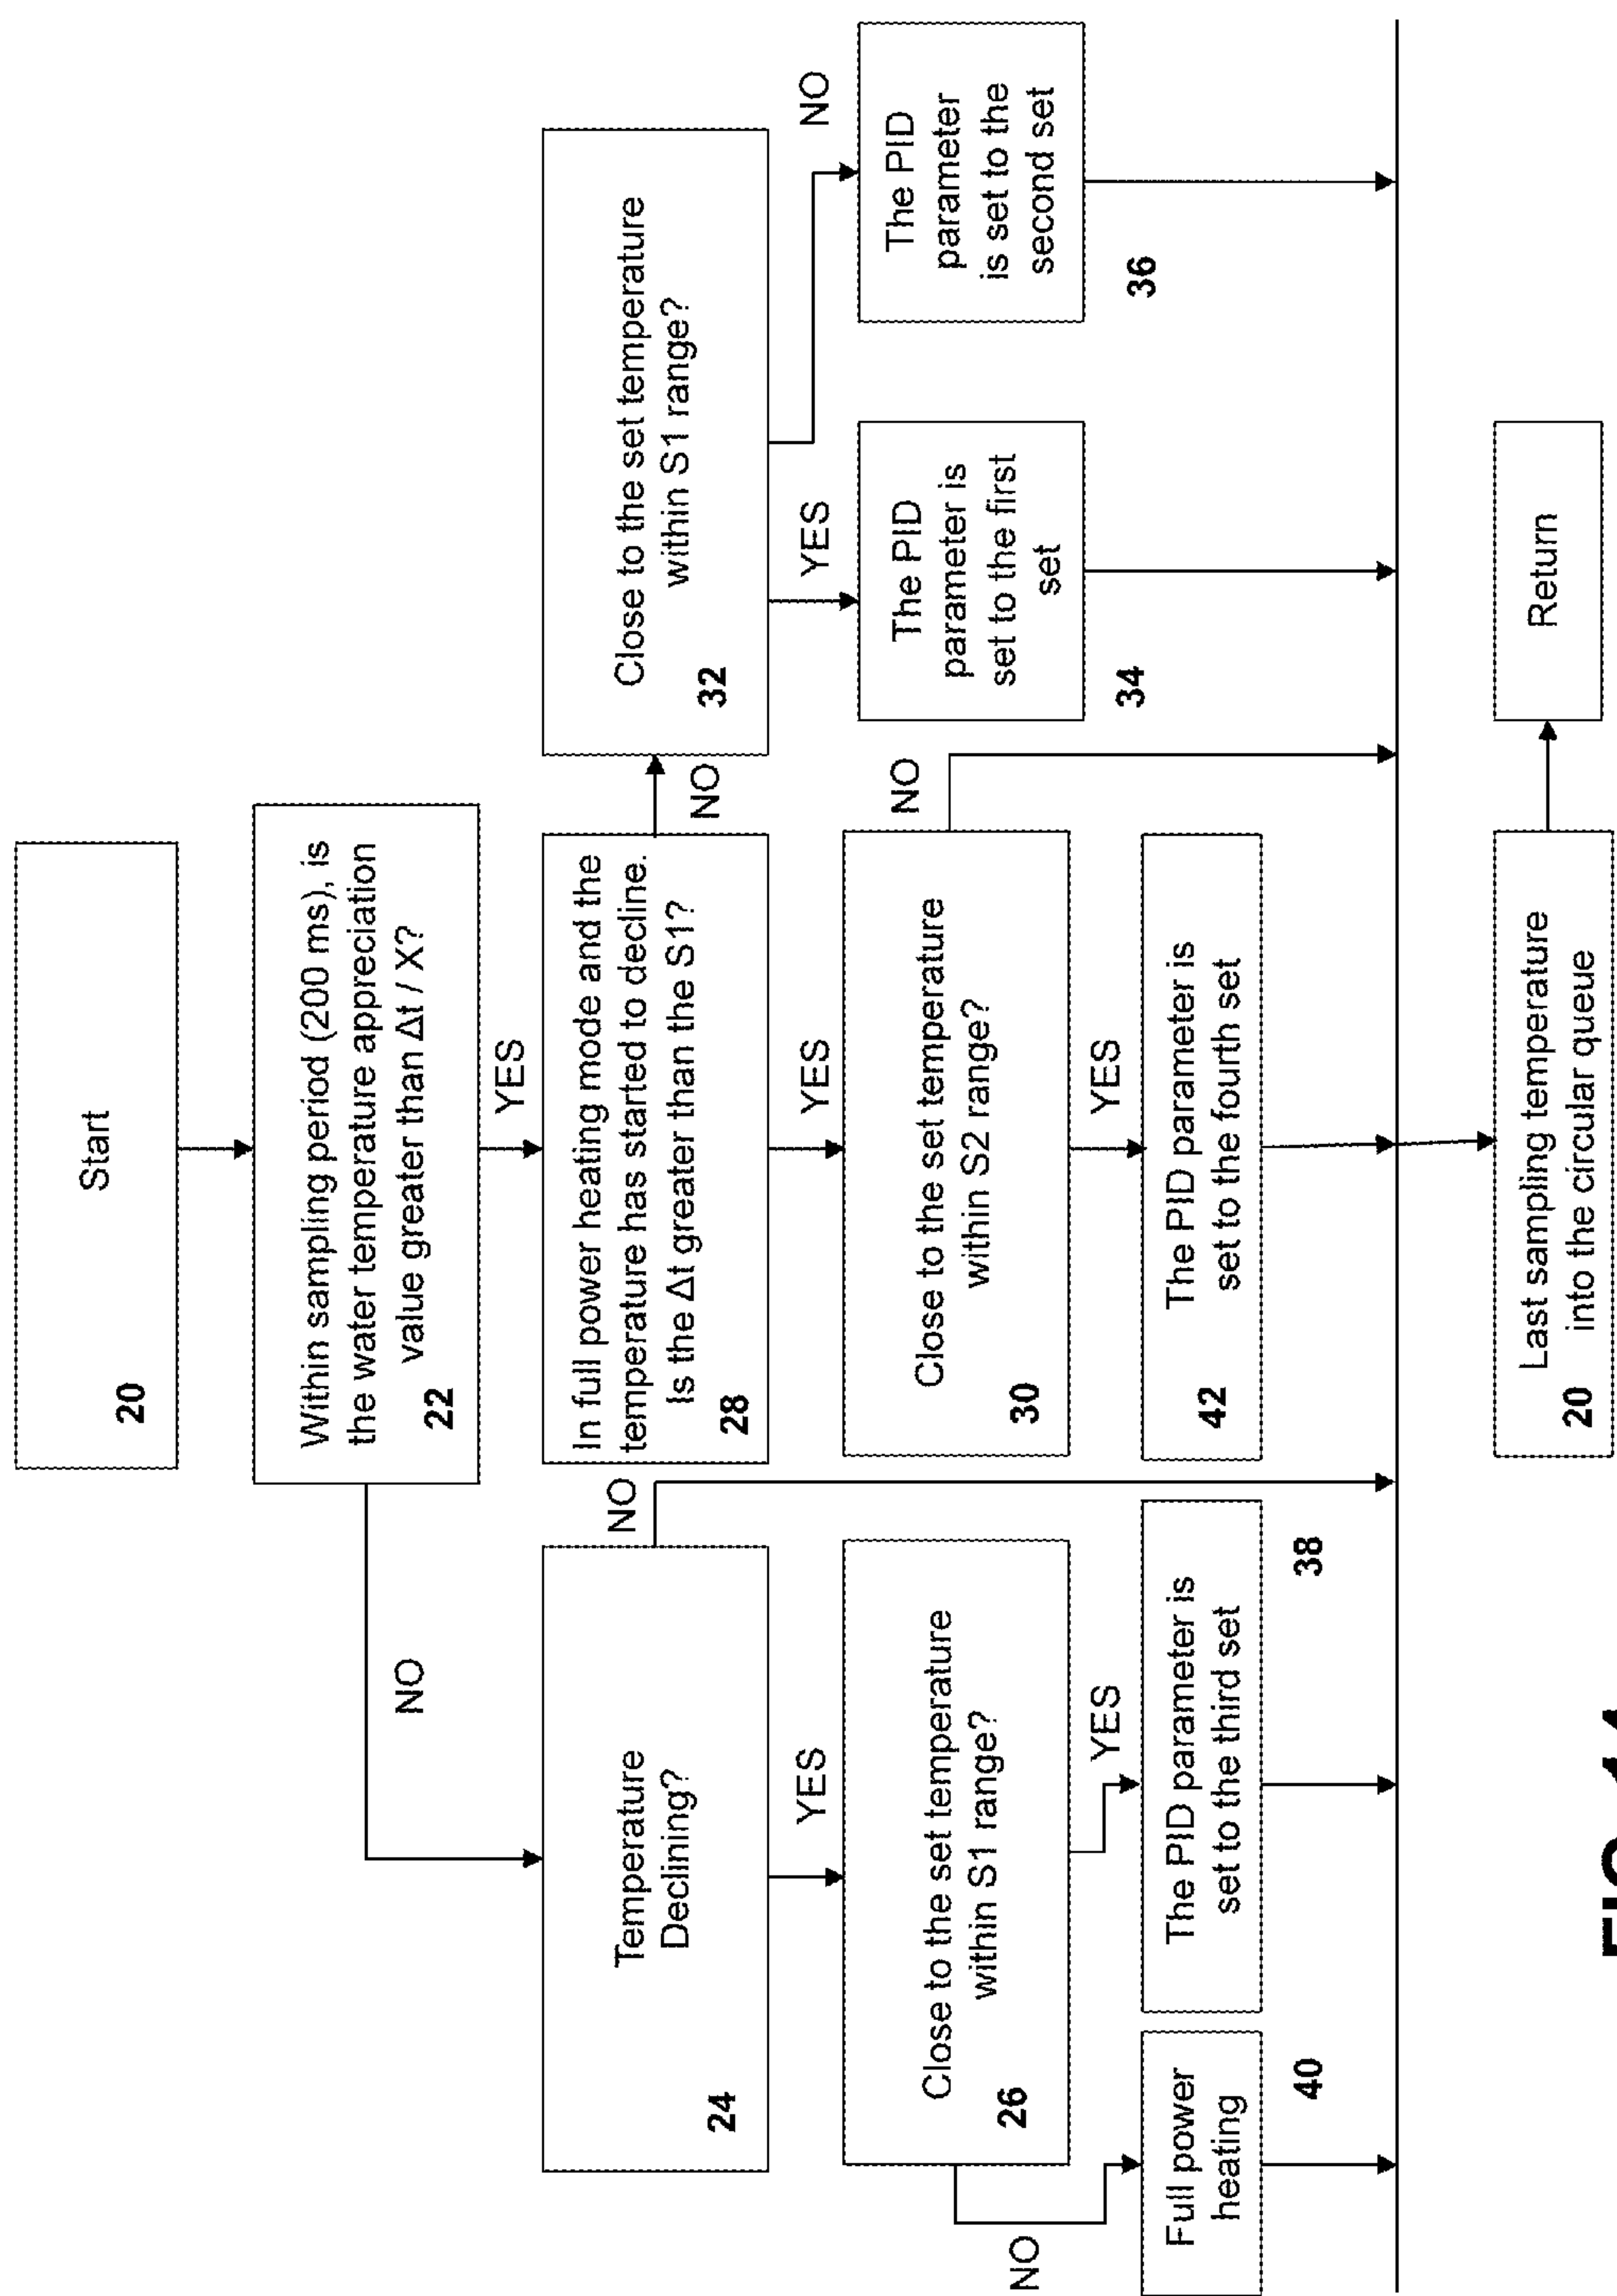 Start
20
Within sampling period (200 ms), is
the water temperature appreciation
value greater than Δt / X?
22
NO
YES
Temperature
Declining?
24
NO
YES
In full power heating mode and the
temperature has started to decline.
Is the Δt greater than the S1?
28
NO
YES
Close to the set temperature
within S1 range?
32
YES
NO
Close to the set temperature
within S1 range?
26
NO
YES
Close to the set temperature
within S2 range?
30
NO
YES
The PID
parameter is
set to the first
set
34
The PID
parameter
is set to the
second set
36
Full power
heating
40
The PID parameter is
set to the third set
38
The PID parameter is
set to the fourth set
42
Last sampling temperature
into the circular queue
20
Return